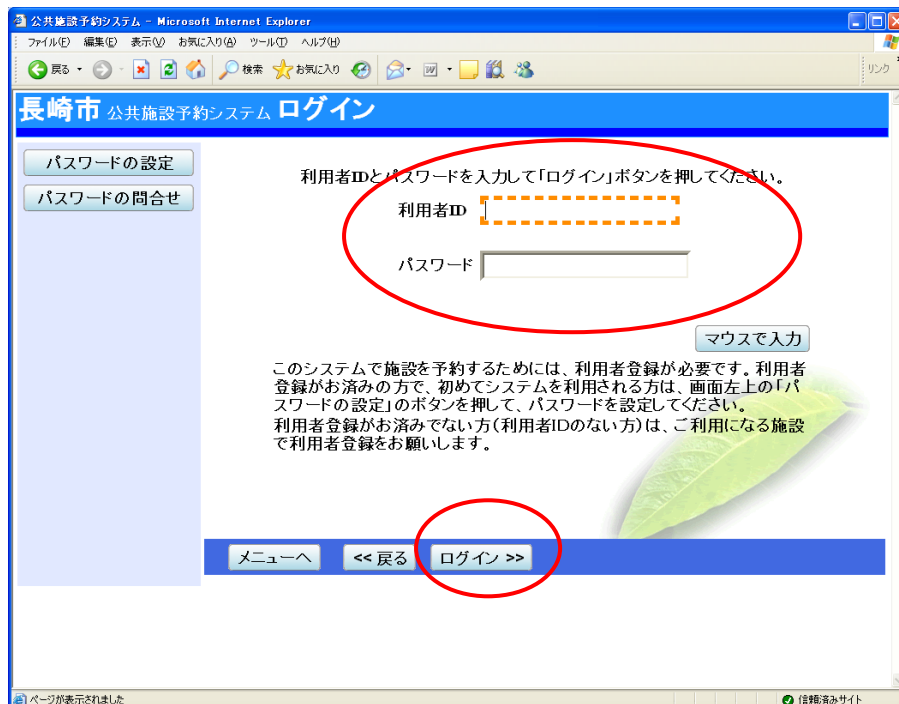 公共施設予約システム - Microsoft Internet Explorer
ファイル(F) 編集(E) 表示(V) お気に入り(A) ツール(T) ヘルプ(H)
戻る 検索 お気に入り リンク
長崎市 公共施設予約システム ログイン
パスワードの設定
パスワードの問合せ
利用者IDとパスワードを入力して「ログイン」ボタンを押してください。
利用者ID
パスワード
マウスで入力
このシステムで施設を予約するためには、利用者登録が必要です。利用者
登録がお済みの方で、初めてシステムを利用される方は、画面左上の「パ
スワードの設定」のボタンを押して、パスワードを設定してください。
利用者登録がお済みでない方(利用者IDのない方)は、ご利用になる施設
で利用者登録をお願いします。
メニューへ << 戻る ログイン >>
ページが表示されました 信頼済みサイト